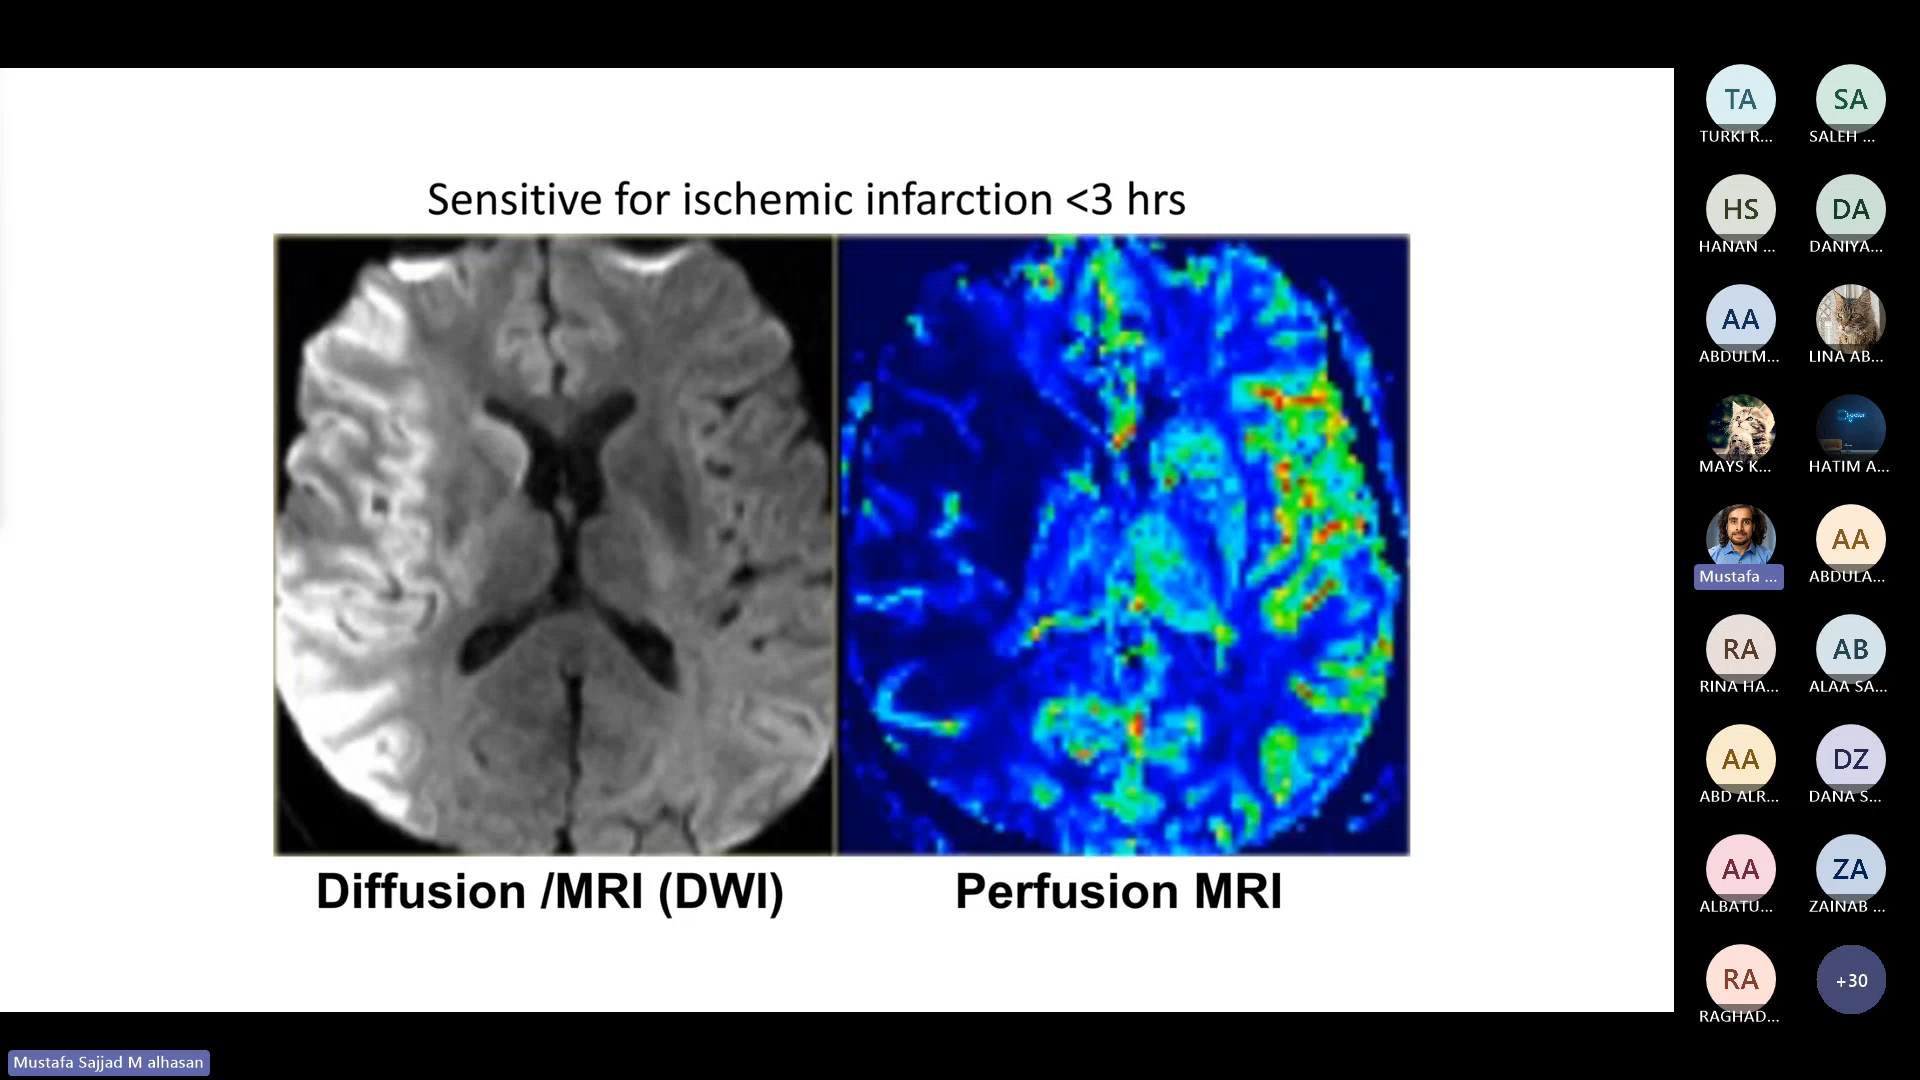 Sensitive for ischemic infarction <3 hrs
Diffusion /MRI (DWI)
Perfusion MRI
TA
SA
TURKI R...
SALEH ...
HS
DA
HANAN ...
DANIYA...
AA
ABDULM...
LINA AB...
MAYS K...
HATIM A...
AA
Mustafa ...
ABDULA...
RA
AB
RINA HA...
ALAA SA...
AA
DZ
ABD ALR...
DANA S...
AA
ZA
ALBATU...
ZAINAB ...
RA
+30
RAGHAD...
Mustafa Sajjad M alhasan